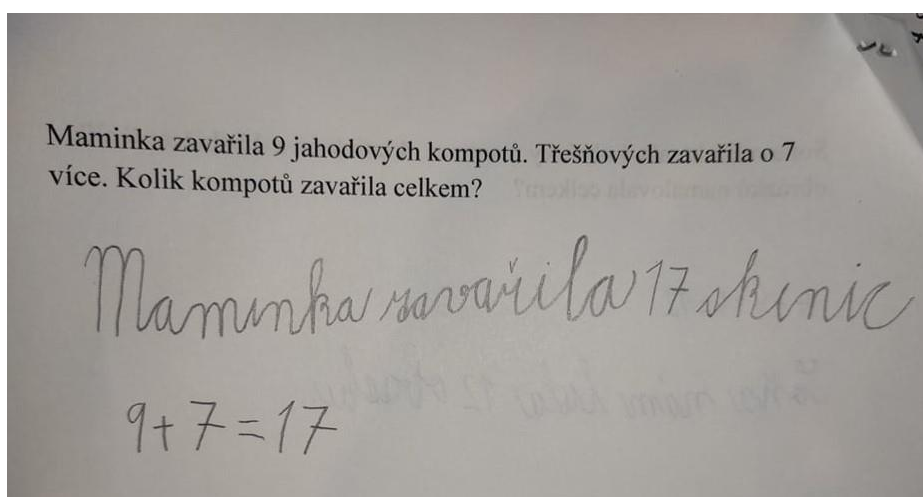 Maminka zavařila 9 jahodových kompotů. Třešňových zavařila o 7
více. Kolik kompotů zavařila celkem?
Maminka zavařila 17 sklenic
9+7=17